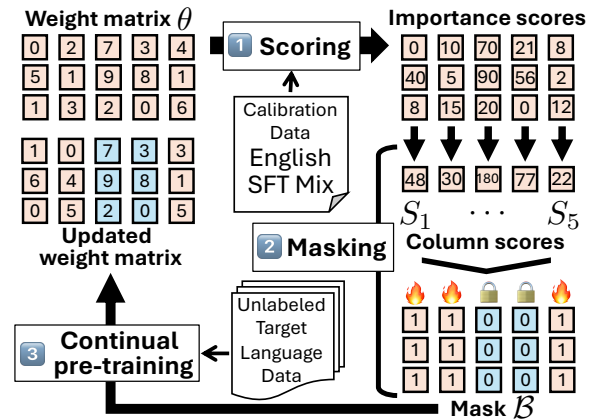 Weight matrix θ
0 2 7 3 4
5 1 9 8 1
1 3 2 0 6
1 Scoring
Calibration
Data
English
SFT Mix
Importance scores
0 10 70 21 8
40 5 90 56 2
8 15 20 0 12
48 30 180 77 22
S1 ... S5
Column scores
2 Masking
1 0 7 3 3
6 4 9 8 1
0 5 2 0 5
Updated
weight matrix
3 Continual
pre-training
Unlabeled
Target
Language
Data
1 1 0 0 1
1 1 0 0 1
1 1 0 0 1
Mask ℬ